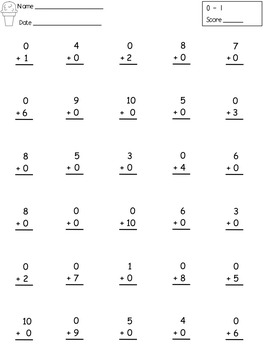 Name
Date
0 - 1
Score
0 4 0 8 7
+ 1 + 0 + 2 + 0 + 0
0 9 10 5 0
+ 6 + 0 + 0 + 0 + 3
8 5 3 0 6
+ 0 + 0 + 0 + 4 + 0
8 0 0 6 3
+ 0 + 0 + 10 + 0 + 0
0 0 1 0 0
+ 2 + 7 + 0 + 8 + 5
10 0 5 4 0
+ 0 + 9 + 0 + 0 + 6